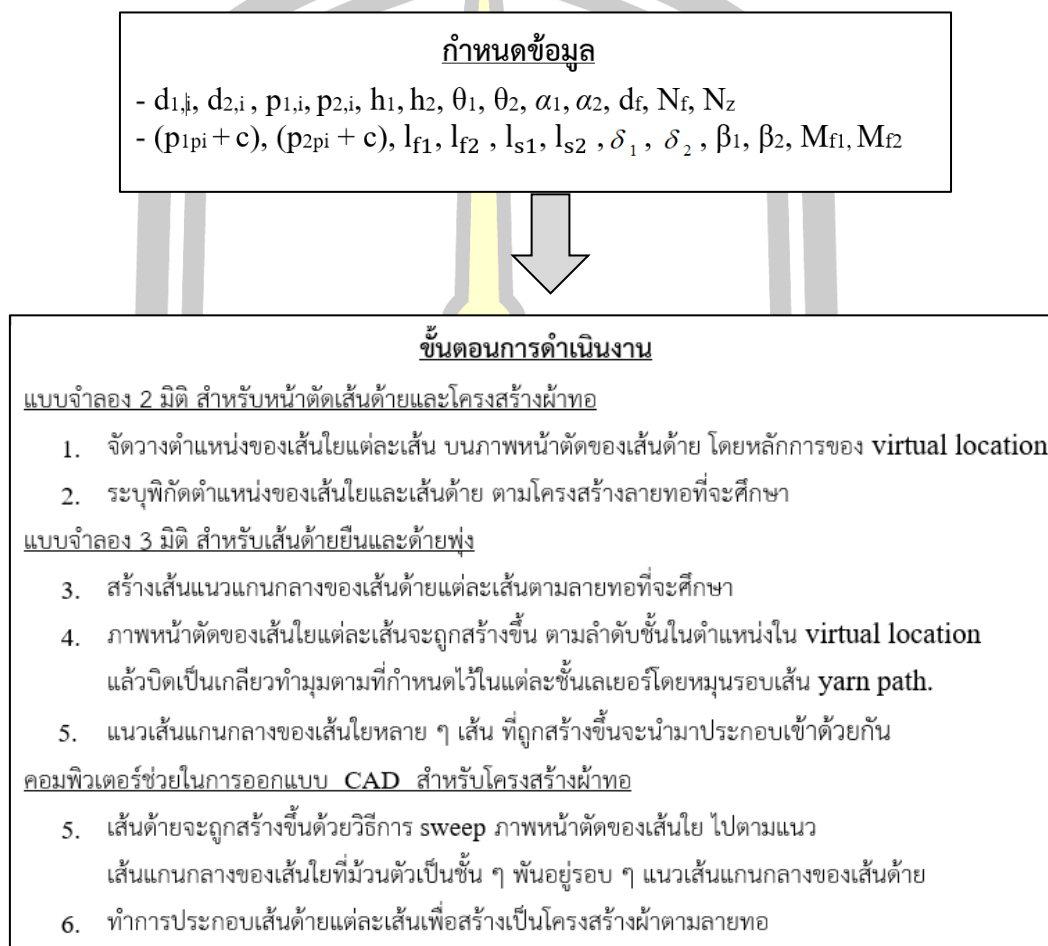 กำหนดข้อมูล
- d₁,ᵢ, d₂,ᵢ , p₁,ᵢ, p₂,ᵢ, h₁, h₂, θ₁, θ₂, α₁, α₂, d_f, N_f, N_z
- (p₁pᵢ + c), (p₂pᵢ + c), l_f1, l_f2 , l_s1, l_s2 , δ₁ , δ₂ , β₁, β₂, M_f1, M_f2
ขั้นตอนการดำเนินงาน
แบบจำลอง 2 มิติ สำหรับหน้าตัดเส้นด้ายและโครงสร้างผ้าทอ
1. จัดวางตำแหน่งของเส้นใยแต่ละเส้น บนภาพหน้าตัดของเส้นด้าย โดยหลักการของ virtual location
2. ระบุพิกัดตำแหน่งของเส้นใยและเส้นด้าย ตามโครงสร้างลายทอที่จะศึกษา
แบบจำลอง 3 มิติ สำหรับเส้นด้ายยืนและด้ายพุ่ง
3. สร้างเส้นแนวแกนกลางของเส้นด้ายแต่ละเส้นตามลายทอที่จะศึกษา
4. ภาพหน้าตัดของเส้นใยแต่ละเส้นจะถูกสร้างขึ้น ตามลำดับชั้นในตำแหน่งใน virtual location
แล้วบิดเป็นเกลียวทำมุมตามที่กำหนดไว้ในแต่ละชั้นเลเยอร์โดยหมุนรอบเส้น yarn path.
5. แนวเส้นแกนกลางของเส้นใยหลาย ๆ เส้น ที่ถูกสร้างขึ้นจะนำมาประกอบเข้าด้วยกัน
คอมพิวเตอร์ช่วยในการออกแบบ CAD สำหรับโครงสร้างผ้าทอ
5. เส้นด้ายจะถูกสร้างขึ้นด้วยวิธีการ sweep ภาพหน้าตัดของเส้นใย ไปตามแนว
เส้นแกนกลางของเส้นใยที่ม้วนตัวเป็นชั้น ๆ พันอยู่รอบ ๆ แนวเส้นแกนกลางของเส้นด้าย
6. ทำการประกอบเส้นด้ายแต่ละเส้นเพื่อสร้างเป็นโครงสร้างผ้าตามลายทอ